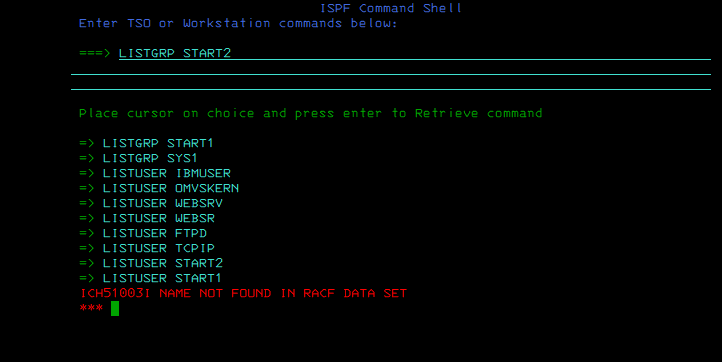 ISPF Command Shell
Enter TSO or Workstation commands below:
===> LISTGRP START2
Place cursor on choice and press enter to Retrieve command
=> LISTGRP START1
=> LISTGRP SYS1
=> LISTUSER IBMUSER
=> LISTUSER OMVSKERN
=> LISTUSER WEBSRV
=> LISTUSER WEBSR
=> LISTUSER FTPD
=> LISTUSER TCPIP
=> LISTUSER START2
=> LISTUSER START1
ICH51003I NAME NOT FOUND IN RACF DATA SET
***